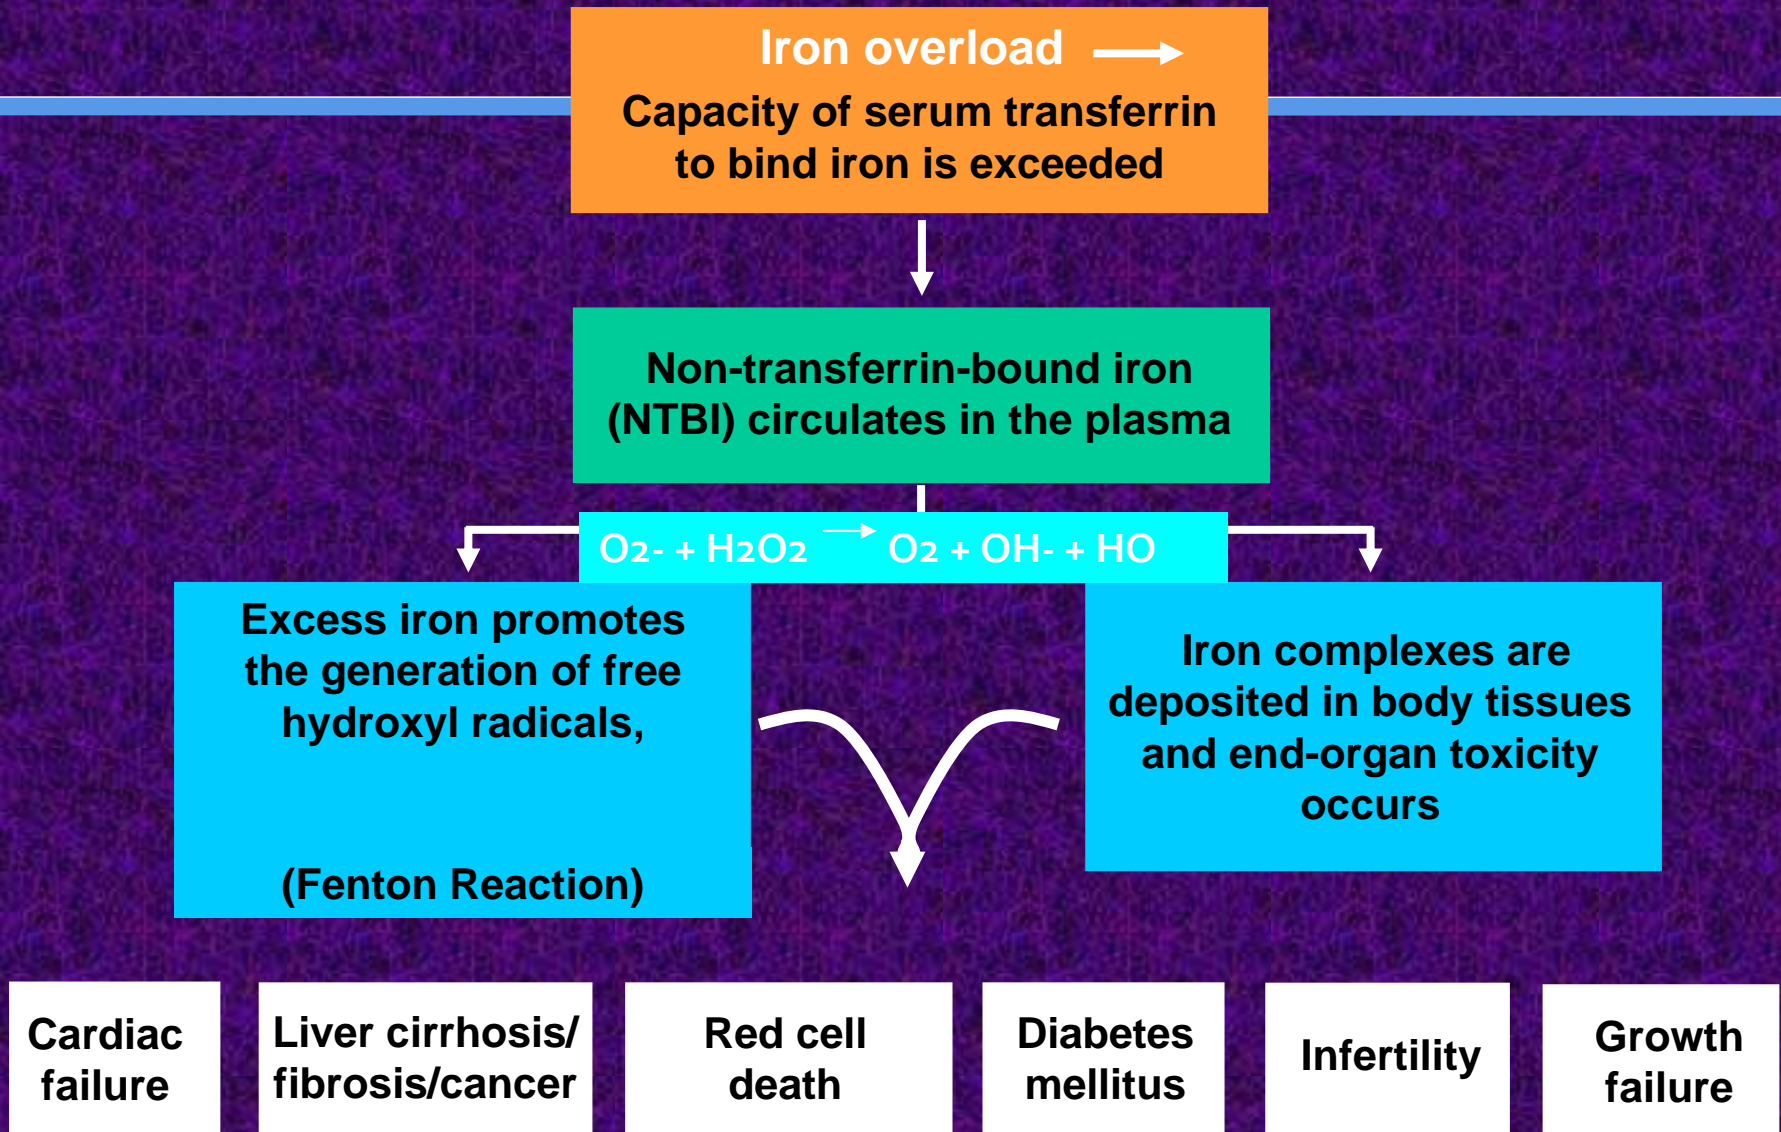 Iron overload
Capacity of serum transferrin
to bind iron is exceeded
Non-transferrin-bound iron
(NTBI) circulates in the plasma
O2- + H2O2 → O2 + OH- + HO
Excess iron promotes
the generation of free
hydroxyl radicals,
(Fenton Reaction)
Iron complexes are
deposited in body tissues
and end-organ toxicity
occurs
Cardiac
failure
Liver cirrhosis/
fibrosis/cancer
Red cell
death
Diabetes
mellitus
Infertility
Growth
failure